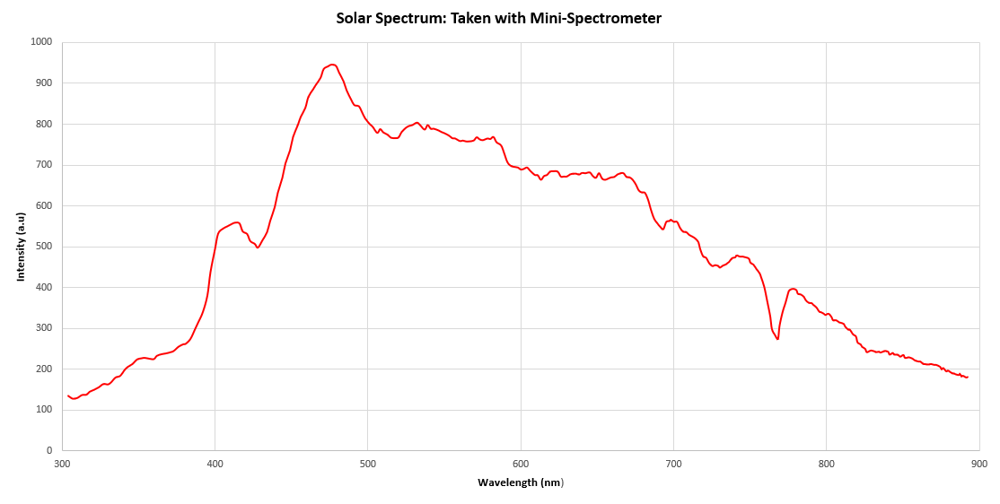 Solar Spectrum: Taken with Mini-Spectrometer
1000
900
800
700
600
500
400
300
200
100
0
Intensity (a.u)
300 400 500 600 700 800 900
Wavelength (nm)